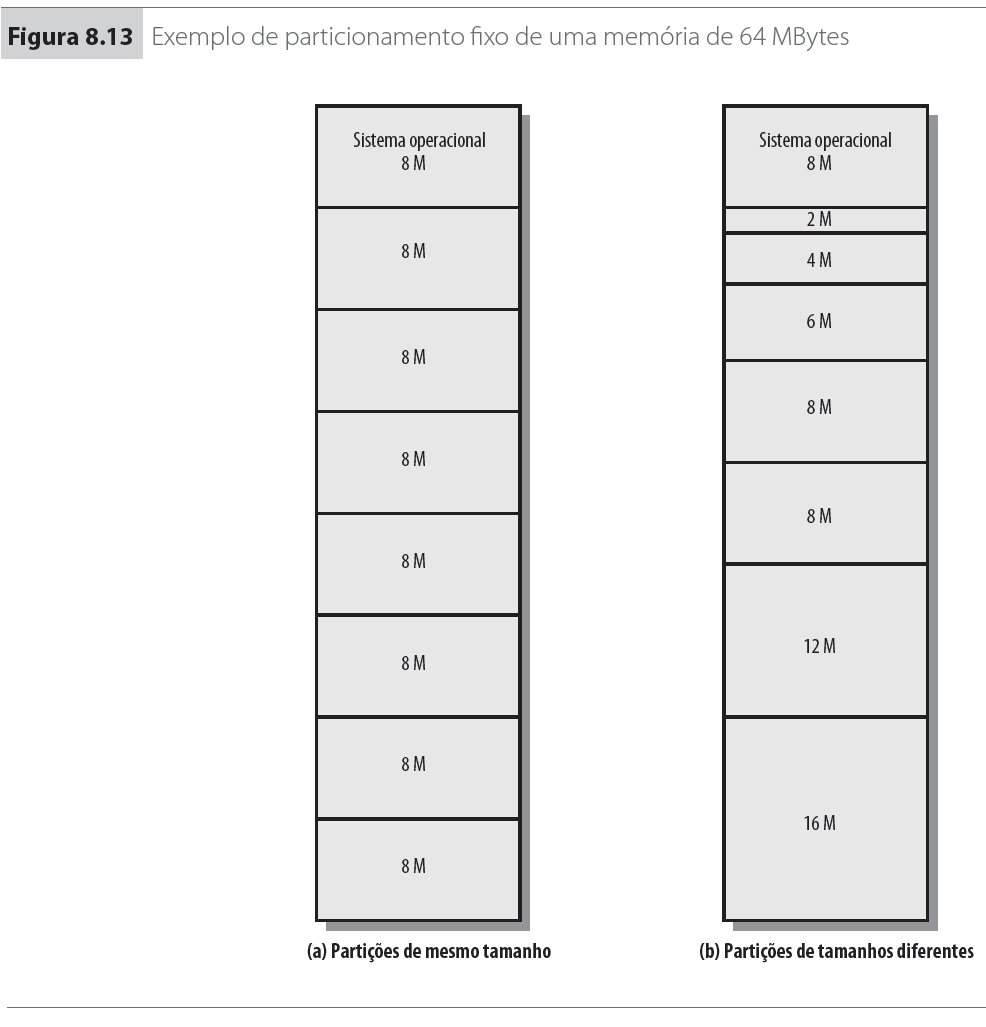 Figura 8.13 Exemplo de particionamento fixo de uma memória de 64 MBytes
Sistema operacional
8 M
8 M
8 M
8 M
8 M
8 M
8 M
8 M
(a) Partições de mesmo tamanho
Sistema operacional
8 M
2 M
4 M
6 M
8 M
8 M
12 M
16 M
(b) Partições de tamanhos diferentes